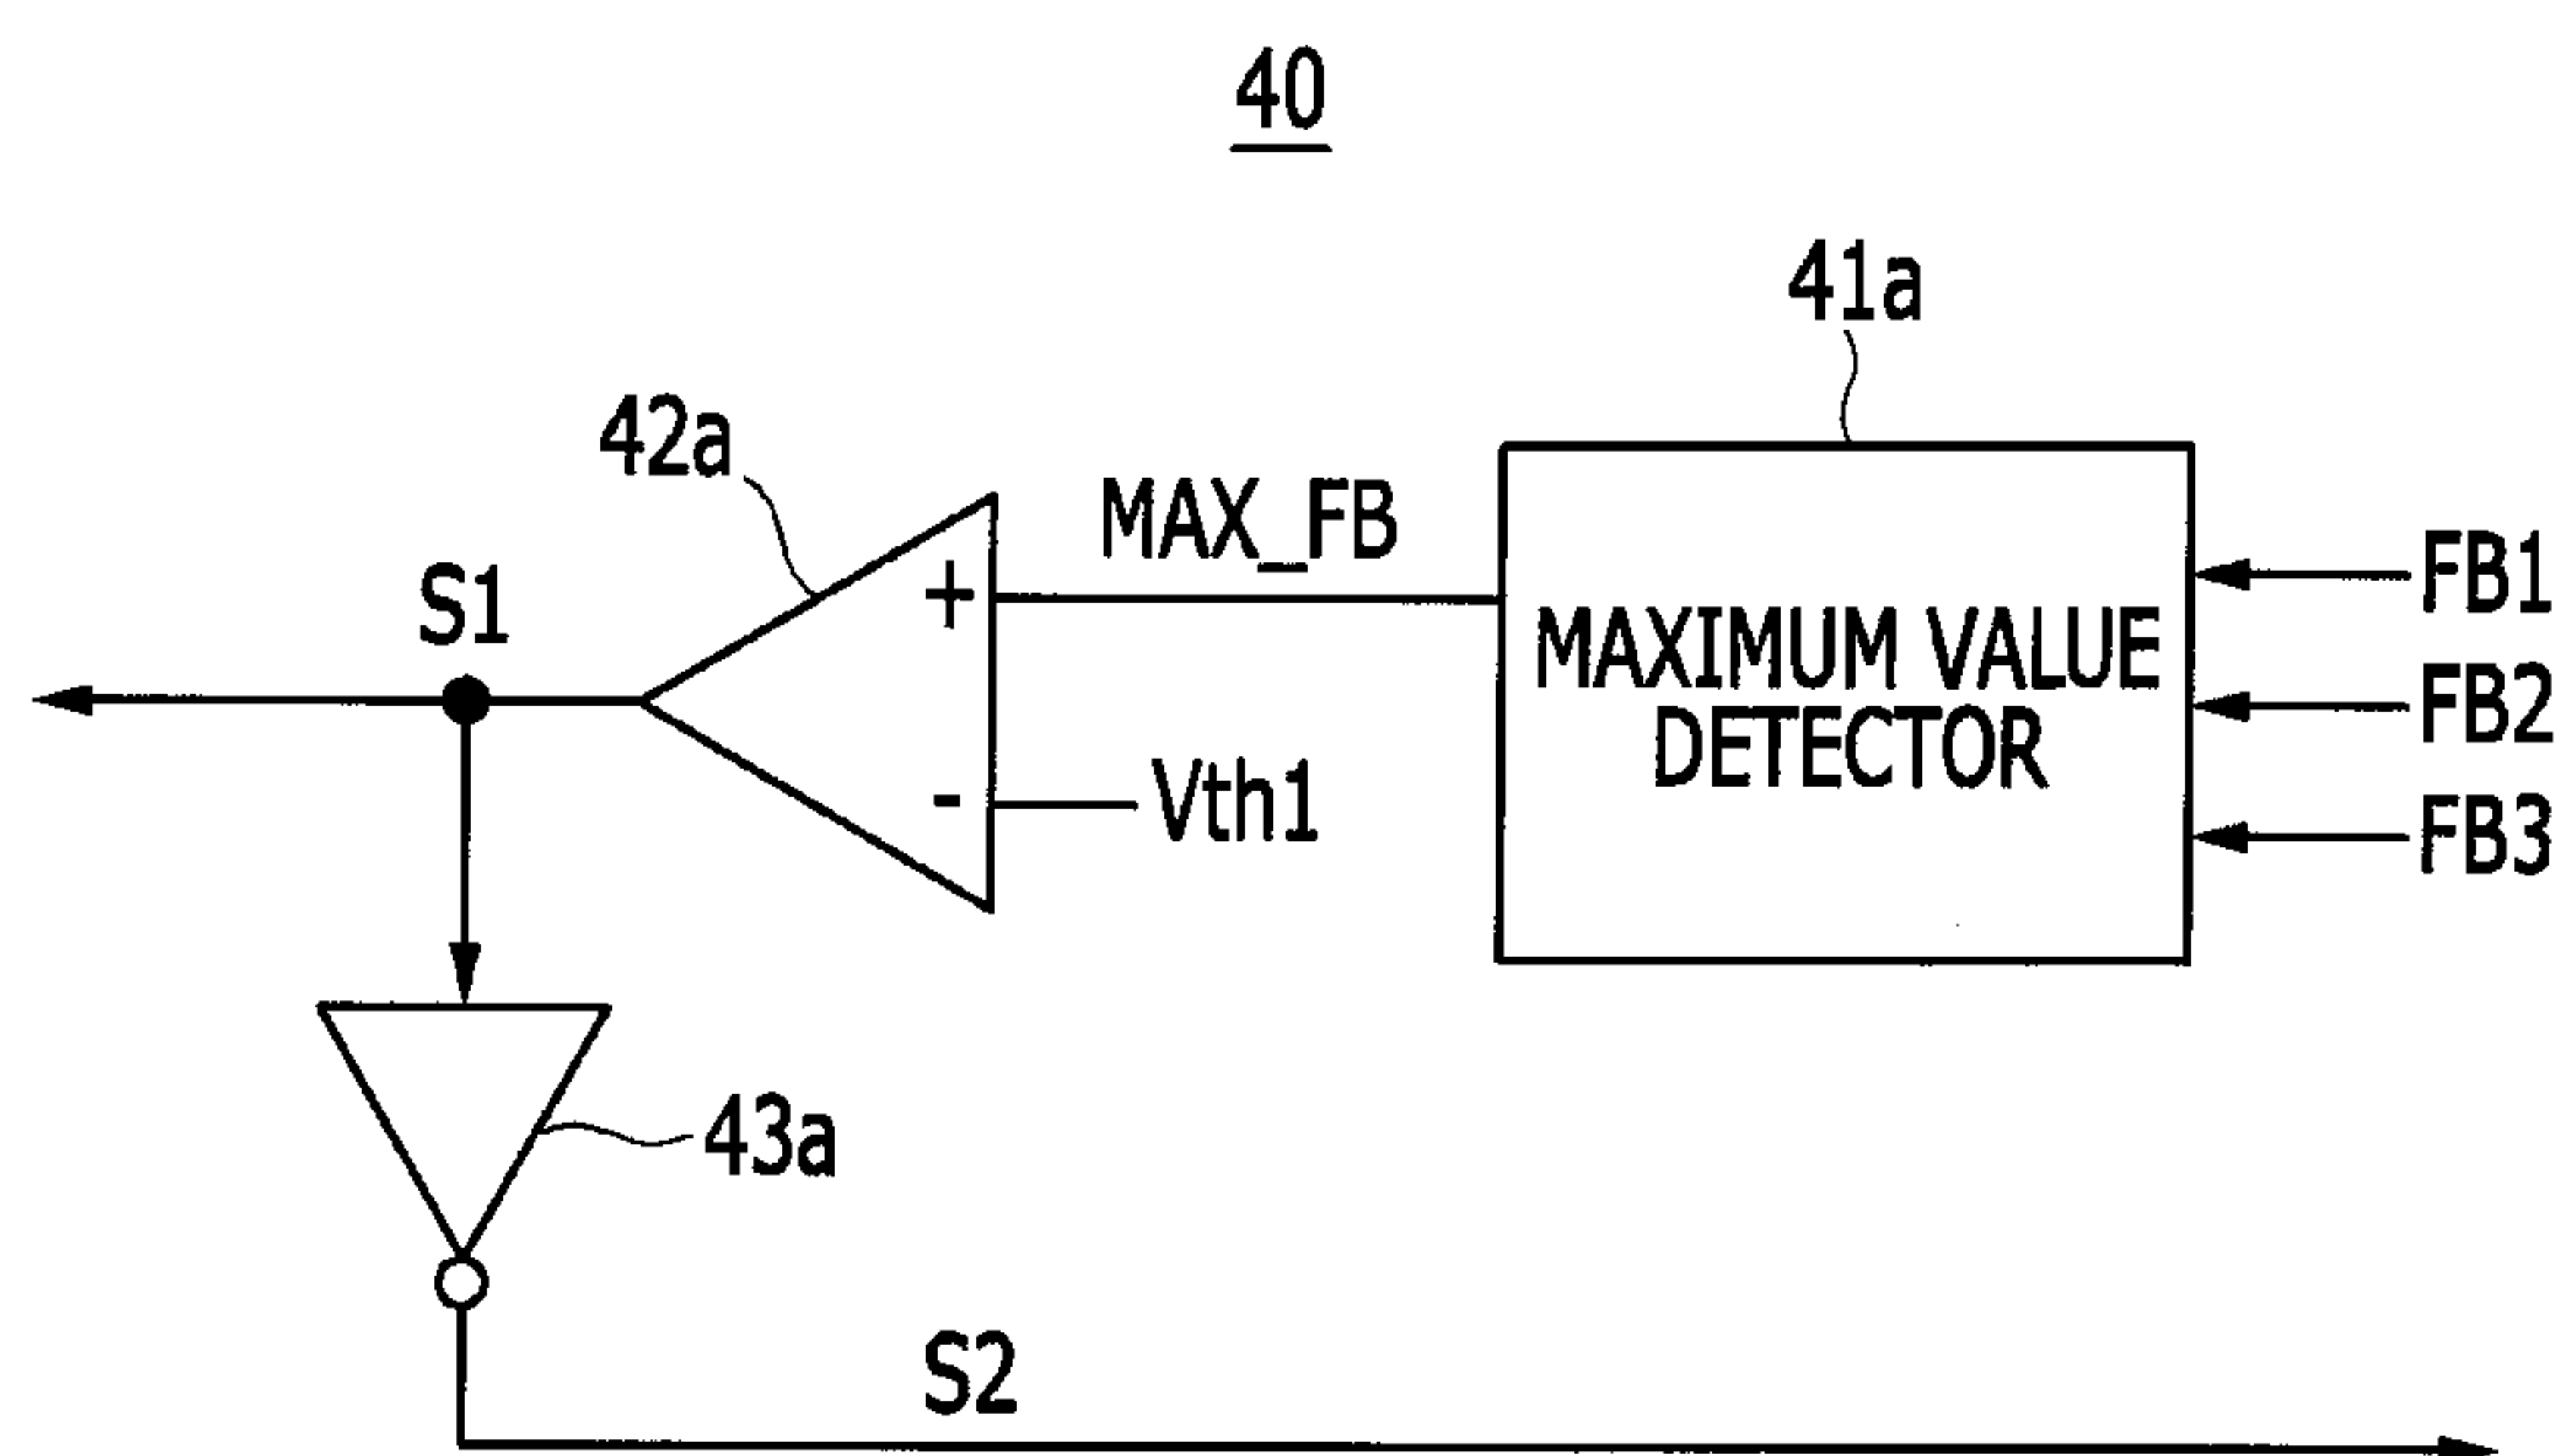 40
41a
42a
MAX_FB
FB1
S1
+
MAXIMUM VALUE
DETECTOR
FB2
-
Vth1
FB3
43a
S2